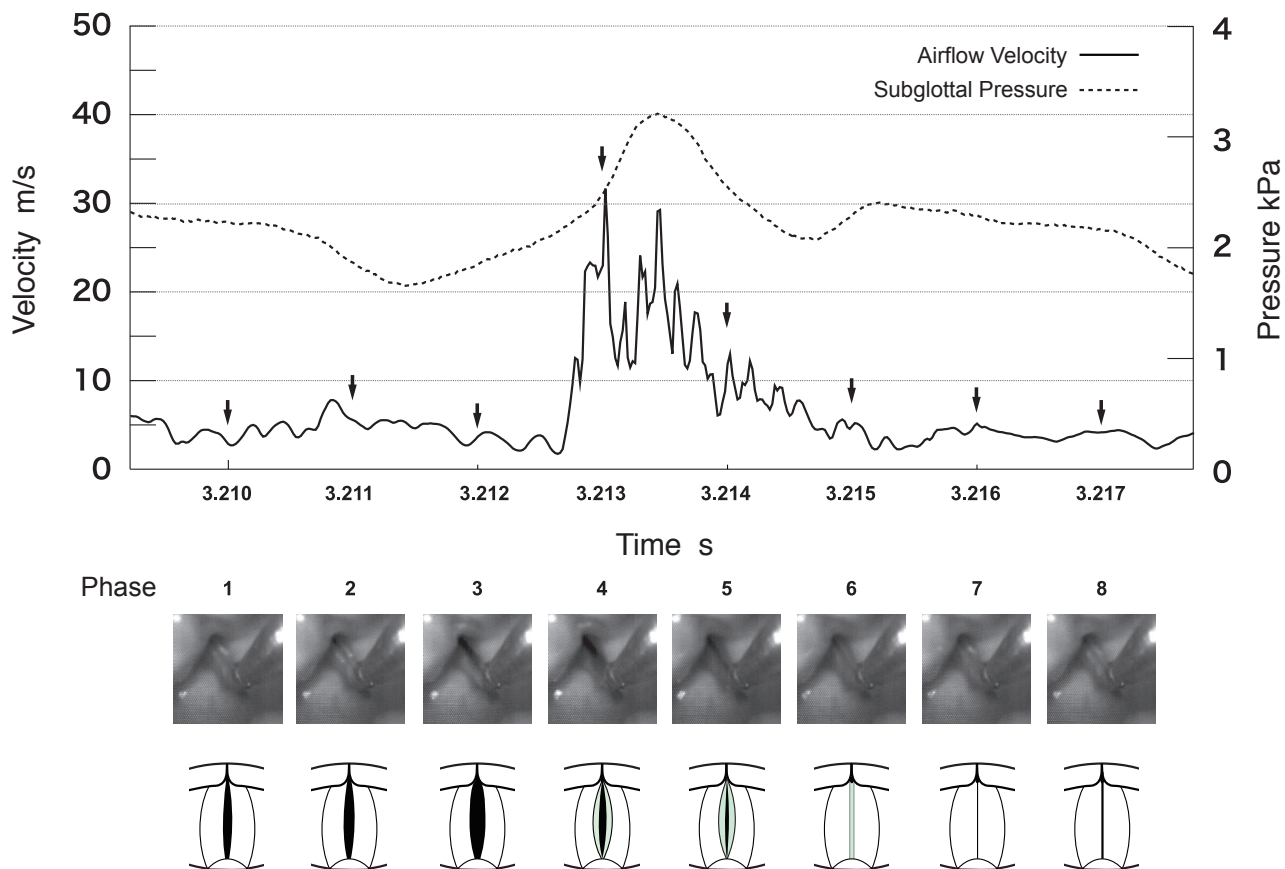 50
40
30
20
10
0
Velocity m/s
4
3
2
1
0
Pressure kPa
Airflow Velocity
Subglottal Pressure
3.210 3.211 3.212 3.213 3.214 3.215 3.216 3.217
Time s
Phase 1 2 3 4 5 6 7 8